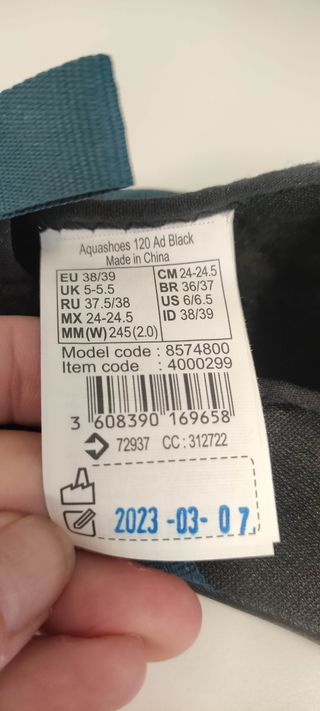 Aquashoes 120 Ad Black
Made in China
EU 38/39 CM 24-24.5
UK 5-5.5 BR 36/37
RU 37.5/38 US 6/6.5
MX 24-24.5 ID 38/39
MM(W) 245(2.0)
Model code : 8574800
Item code : 4000299
3 608390 169658
72937 CC : 312722
2023 -03- 07